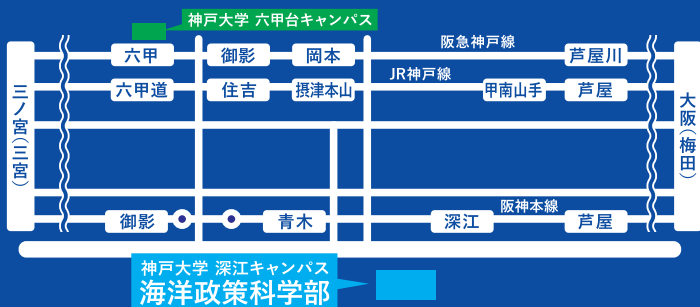 神戸大学 六甲台キャンパス
阪急神戸線
六甲 御影 岡本 芦屋川
JR神戸線
六甲道 住吉 摂津本山 甲南山手 芦屋
三ノ宮(三宮)
大阪(梅田)
阪神本線
御影 青木 深江 芦屋
神戸大学 深江キャンパス
海洋政策科学部